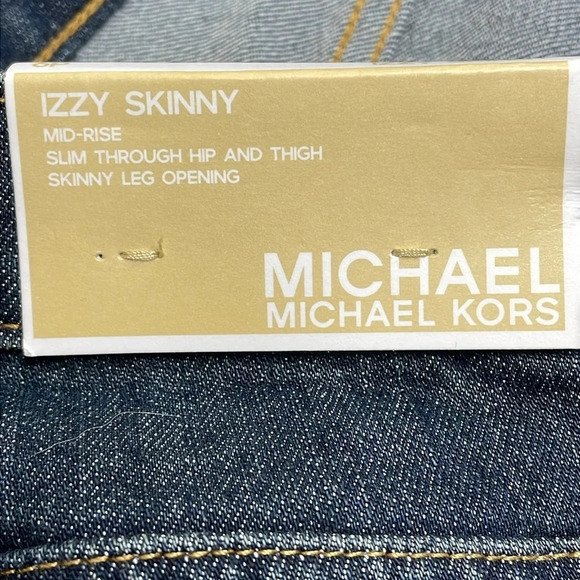 IZZY SKINNY
MID-RISE
SLIM THROUGH HIP AND THIGH
SKINNY LEG OPENING
MICHAEL
MICHAEL KORS